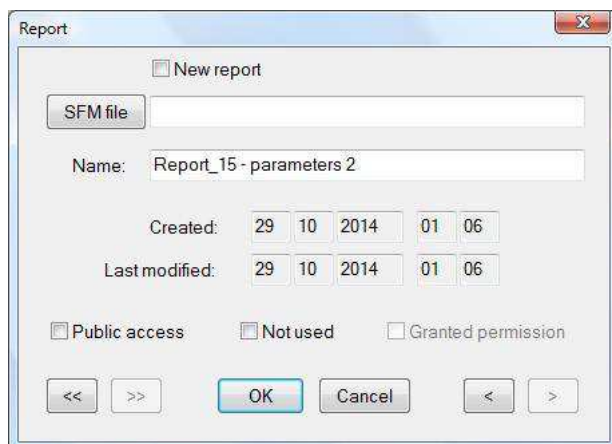 Report
New report
SFM file
Name: Report_15 - parameters 2
Created: 29 10 2014 01 06
Last modified: 29 10 2014 01 06
Public access Not used Granted permission
<< >> OK Cancel < >